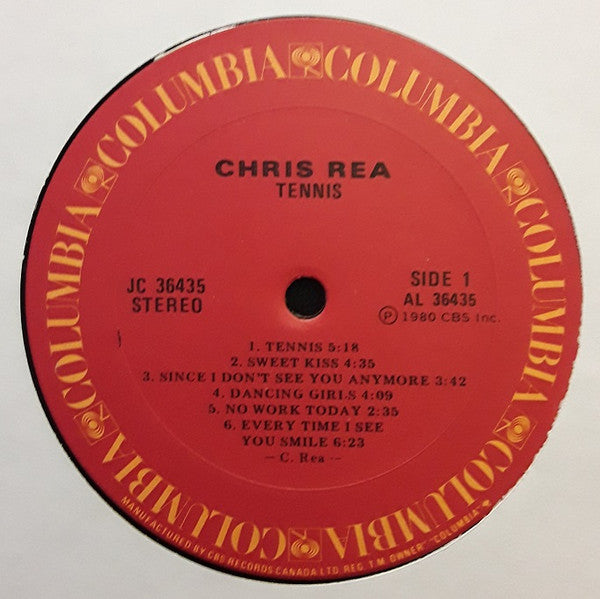 COLUMBIA COLUMBIA COLUMBIA COLUMBIA COLUMBIA COLUMBIA COLUMBIA COLUMBIA
CHRIS REA
TENNIS
JC 36435
STEREO
SIDE 1
AL 36435
Ⓟ 1980 CBS Inc.
1. TENNIS 5:18
2. SWEET KISS 4:35
3. SINCE I DON'T SEE YOU ANYMORE 3:42
4. DANCING GIRLS 4:09
5. NO WORK TODAY 2:35
6. EVERY TIME I SEE
YOU SMILE 6:23
– C. Rea –
MANUFACTURED BY CBS RECORDS CANADA LTD. REG. T.M. OWNER "COLUMBIA"